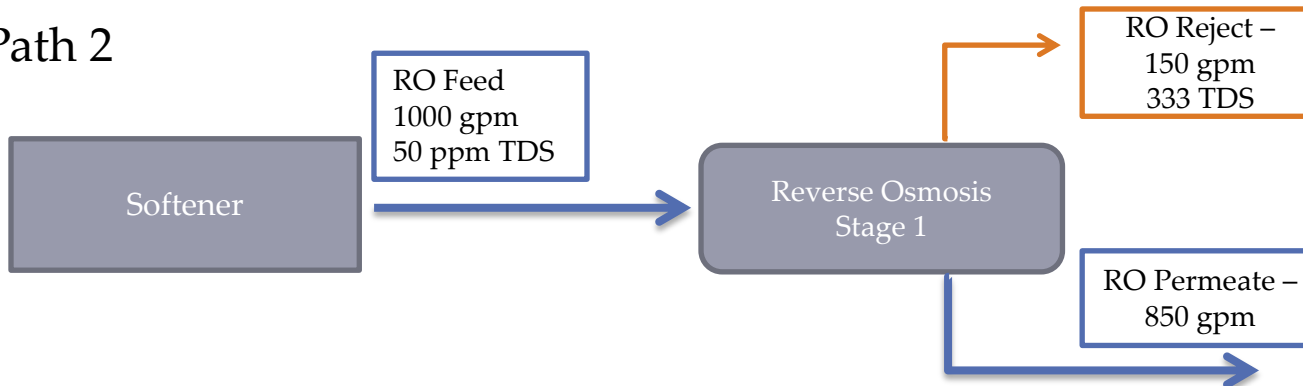 Path 2
RO Feed
1000 gpm
50 ppm TDS
Softener
Reverse Osmosis
Stage 1
RO Reject –
150 gpm
333 TDS
RO Permeate –
850 gpm